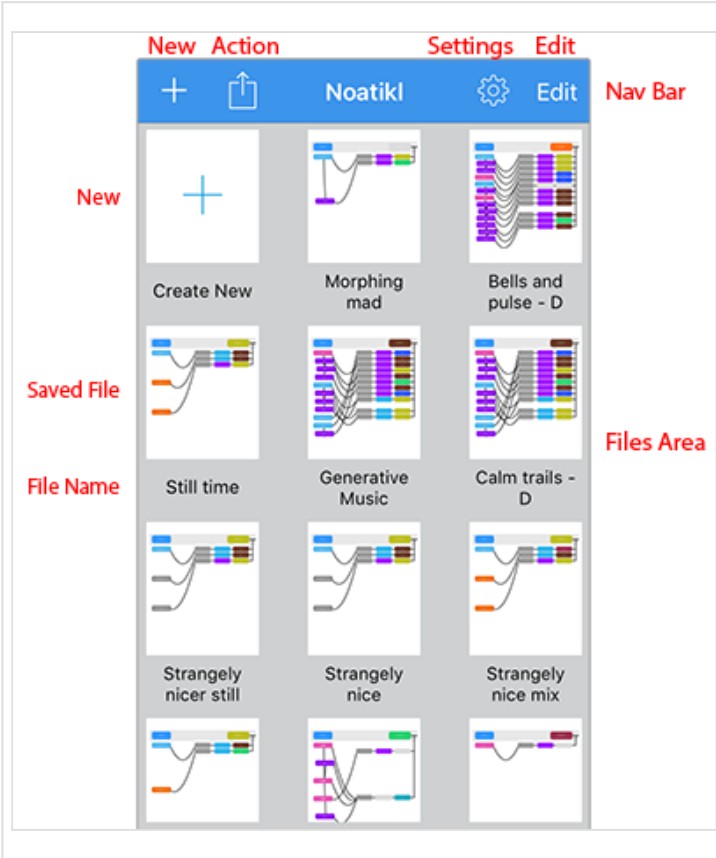 New Action Settings Edit
Noatikl Edit Nav Bar
New
Create New
Morphing
mad
Bells and
pulse - D
Saved File
Files Area
File Name
Still time
Generative
Music
Calm trails -
D
Strangely
nicer still
Strangely
nice
Strangely
nice mix